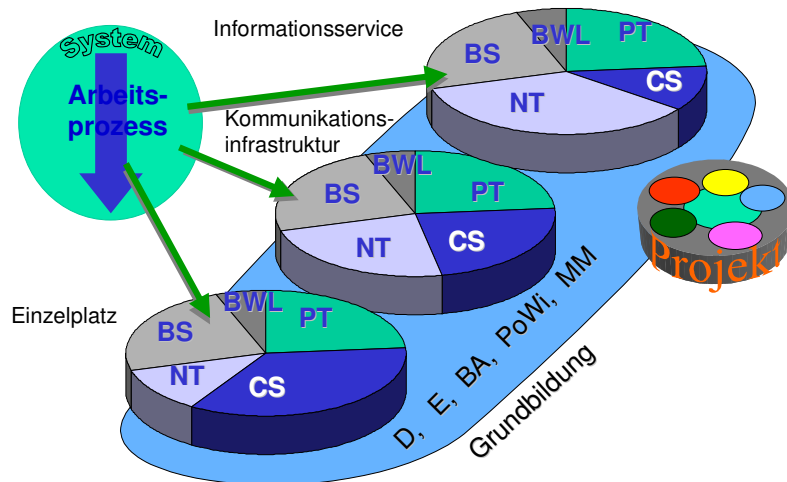 System
Arbeits-
prozess
Informationsservice
BS
BWL
PT
CS
NT
Kommunikations-
infrastruktur
BS
BWL
PT
CS
NT
Einzelplatz
BS
BWL
PT
NT
CS
D, E, BA, PoWi, MM
Grundbildung
Projekt